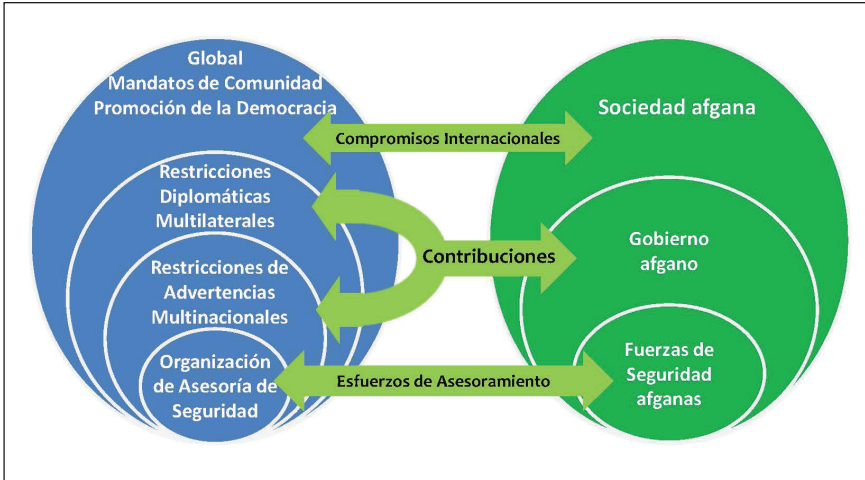 Global
Mandatos de Comunidad
Promoción de la Democracia
Restricciones
Diplomáticas
Multilaterales
Restricciones de
Advertencias
Multinacionales
Organización
de Asesoría de
Seguridad
Compromisos Internacionales
Contribuciones
Esfuerzos de Asesoramiento
Sociedad afgana
Gobierno
afgano
Fuerzas de
Seguridad
afganas